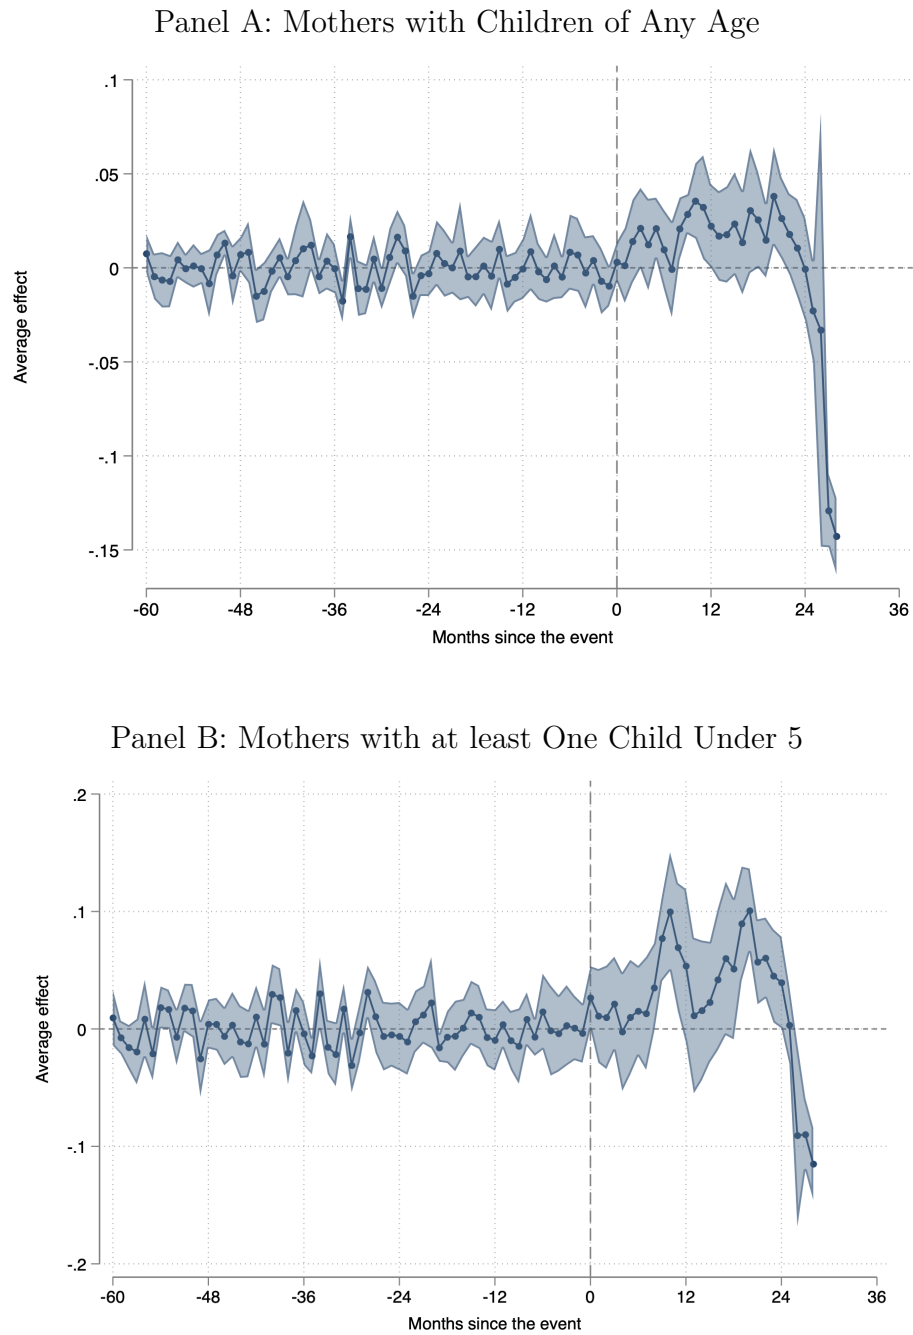 Panel A: Mothers with Children of Any Age
.1
.05
0
-.05
-.1
-.15
Average effect
-60 -48 -36 -24 -12 0 12 24 36
Months since the event
Panel B: Mothers with at least One Child Under 5
.2
.1
0
-.1
-.2
Average effect
-60 -48 -36 -24 -12 0 12 24 36
Months since the event